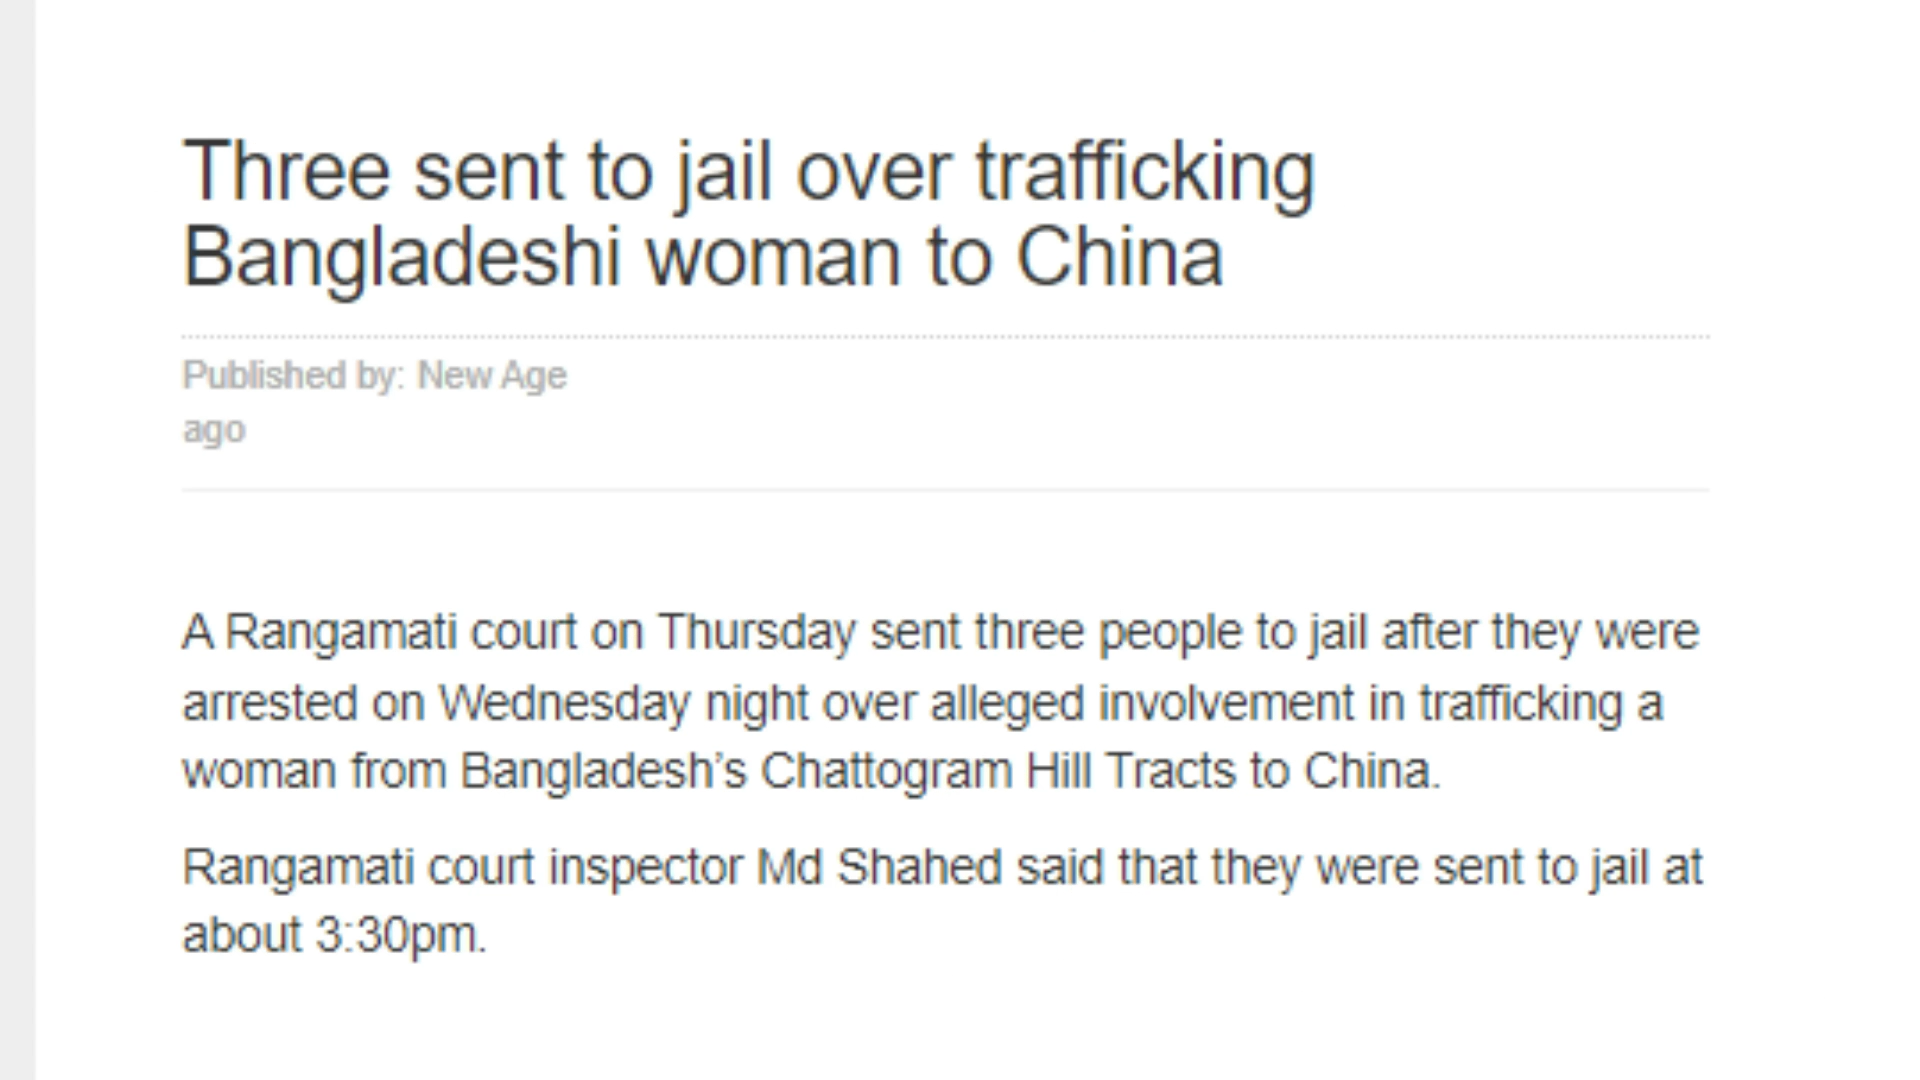 Three sent to jail over trafficking
Bangladeshi woman to China
Published by: New Age
ago
A Rangamati court on Thursday sent three people to jail after they were
arrested on Wednesday night over alleged involvement in trafficking a
woman from Bangladesh’s Chattogram Hill Tracts to China.
Rangamati court inspector Md Shahed said that they were sent to jail at
about 3:30pm.